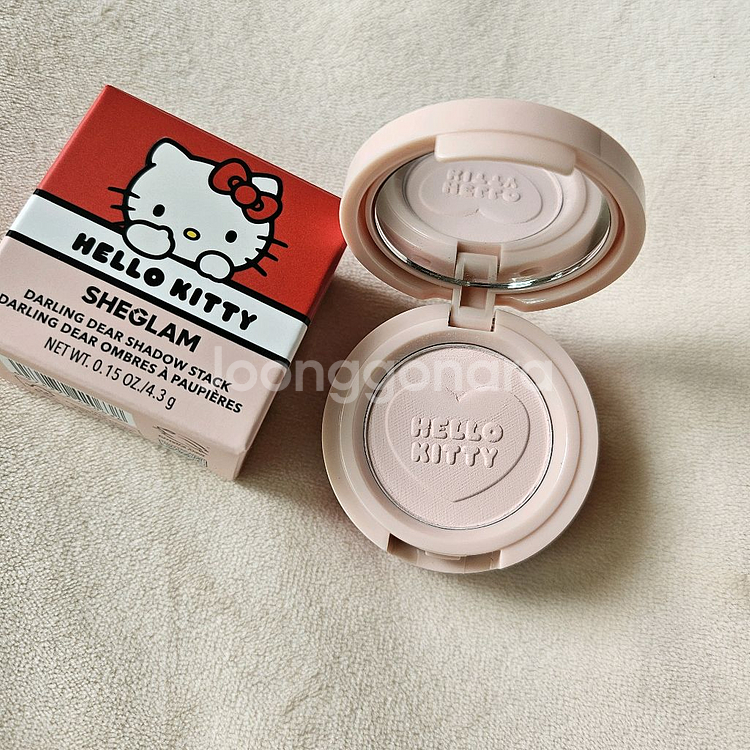 HELLO KITTY
SHEGLAM
DARLING DEAR SHADOW STACK
DARLING DEAR OMBRES À PAUPIÈRES
NET WT. 0.15 OZ./4.3 g
HELLO
KITTY
loonggonara